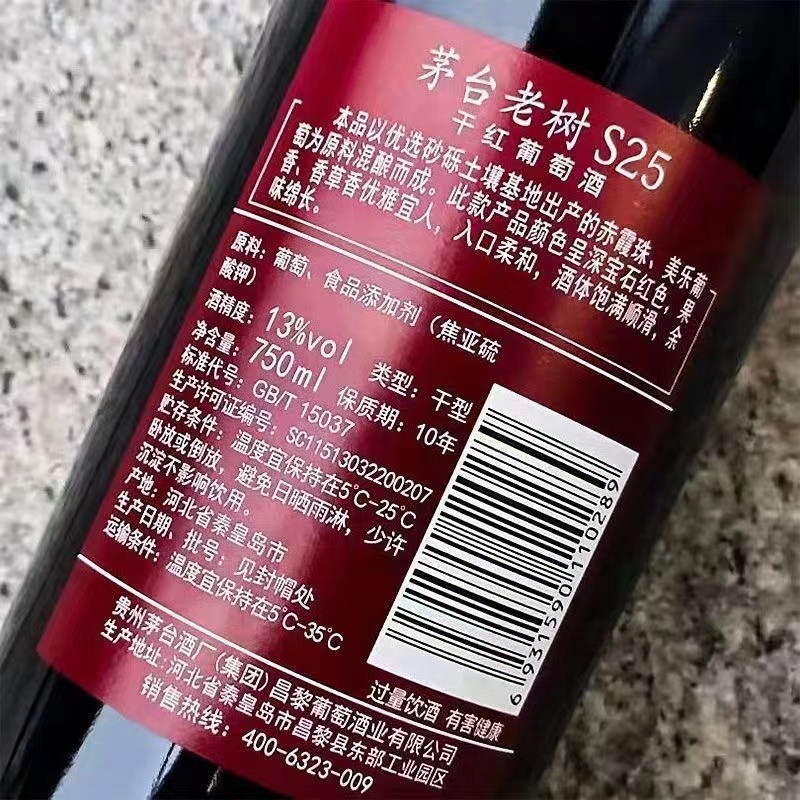 茅台老树 S25
干红葡萄酒
本品以优选砂砾土壤基地出产的赤霞珠、美乐葡
萄为原料混酿而成。此款产品颜色呈深宝石红色，果
香、香草香优雅宜人，入口柔和，酒体饱满顺滑，余
味绵长。
原料：葡萄、食品添加剂（焦亚硫
酸钾）
酒精度：13%vol 类型：干型
净含量：750ml 保质期：10年
标准代号：GB/T 15037
生产许可证编号：SC11513032200207
贮存条件：温度宜保持在5℃-25℃
卧放或倒放，避免日晒雨淋，少许
沉淀不影响饮用。
产地：河北省秦皇岛市
生产日期、批号：见封帽处
运输条件：温度宜保持在5℃-35℃
6 931590 110289
过量饮酒 有害健康
贵州茅台酒厂(集团)昌黎葡萄酒业有限公司
生产地址:河北省秦皇岛市昌黎县东部工业园区
销售热线：400-6323-009